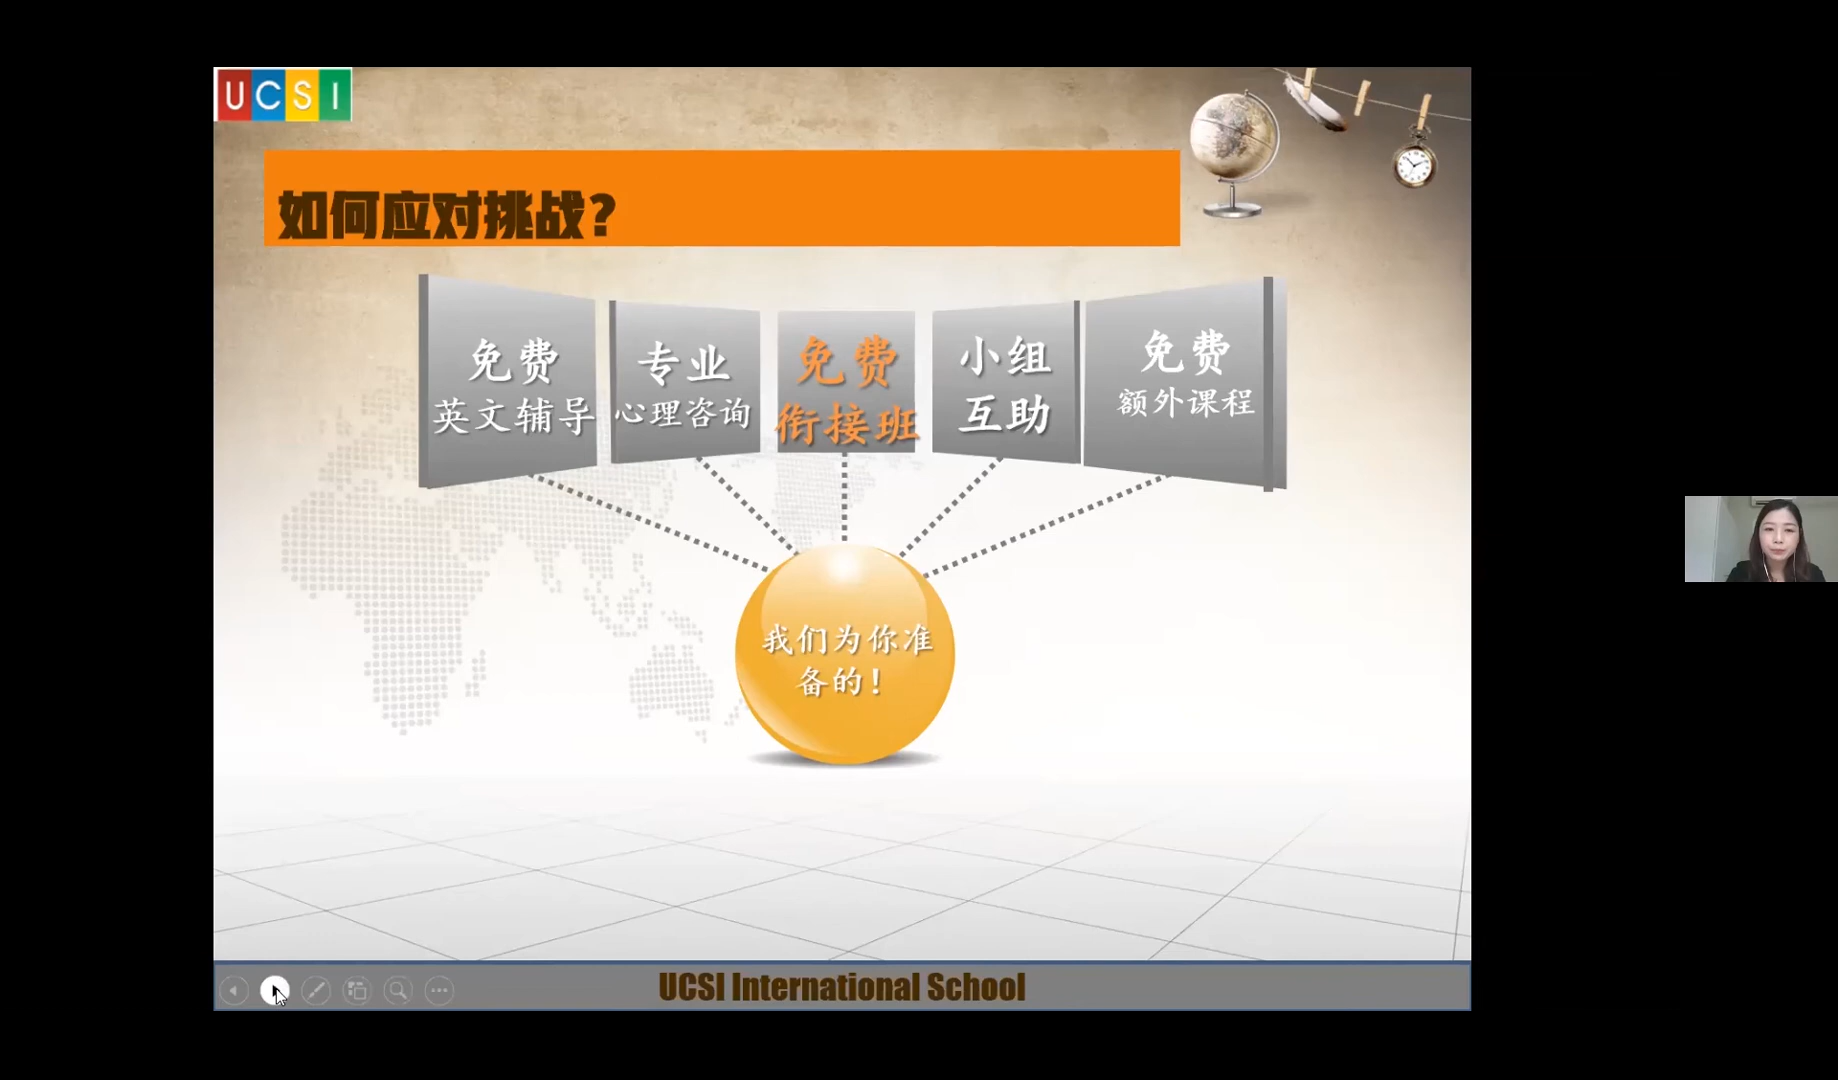 UCSI
如何应对挑战?
免费
英文辅导
专业
心理咨询
免费
衔接班
小组
互助
免费
额外课程
我们为你准
备的!
UCSI International School